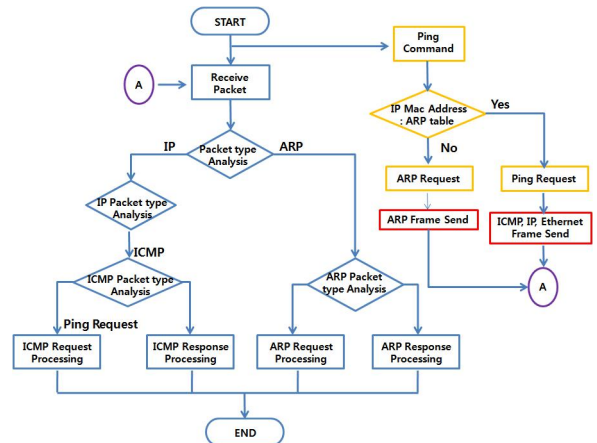 START
Ping
Command
A
Receive
Packet
IP Mac Address
: ARP table
Yes
No
IP
Packet type
Analysis
ARP
ARP Request
Ping Request
IP Packet type
Analysis
ARP Frame Send
ICMP, IP, Ethernet
Frame Send
ICMP
ICMP Packet type
Analysis
ARP Packet
type Analysis
A
Ping Request
ICMP Request
Processing
ICMP Response
Processing
ARP Request
Processing
ARP Response
Processing
END